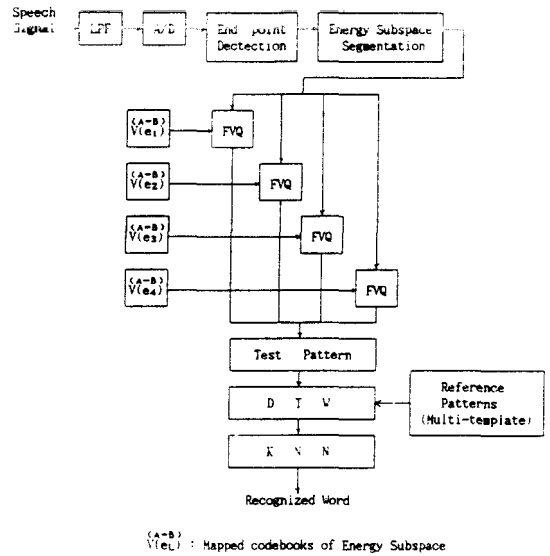 Speech
Signal
LPF
A/D
End point
Dectection
Energy Subspace
Segmentation
(A-B)
V(e₁)
FVQ
(A-B)
V(e₂)
FVQ
(A-B)
V(e₃)
FVQ
(A-B)
V(e₄)
FVQ
Test Pattern
D T W
Reference
Patterns
(Multi-template)
K N N
Recognized Word
(A-B)
V(eL) : Mapped codebooks of Energy Subspace